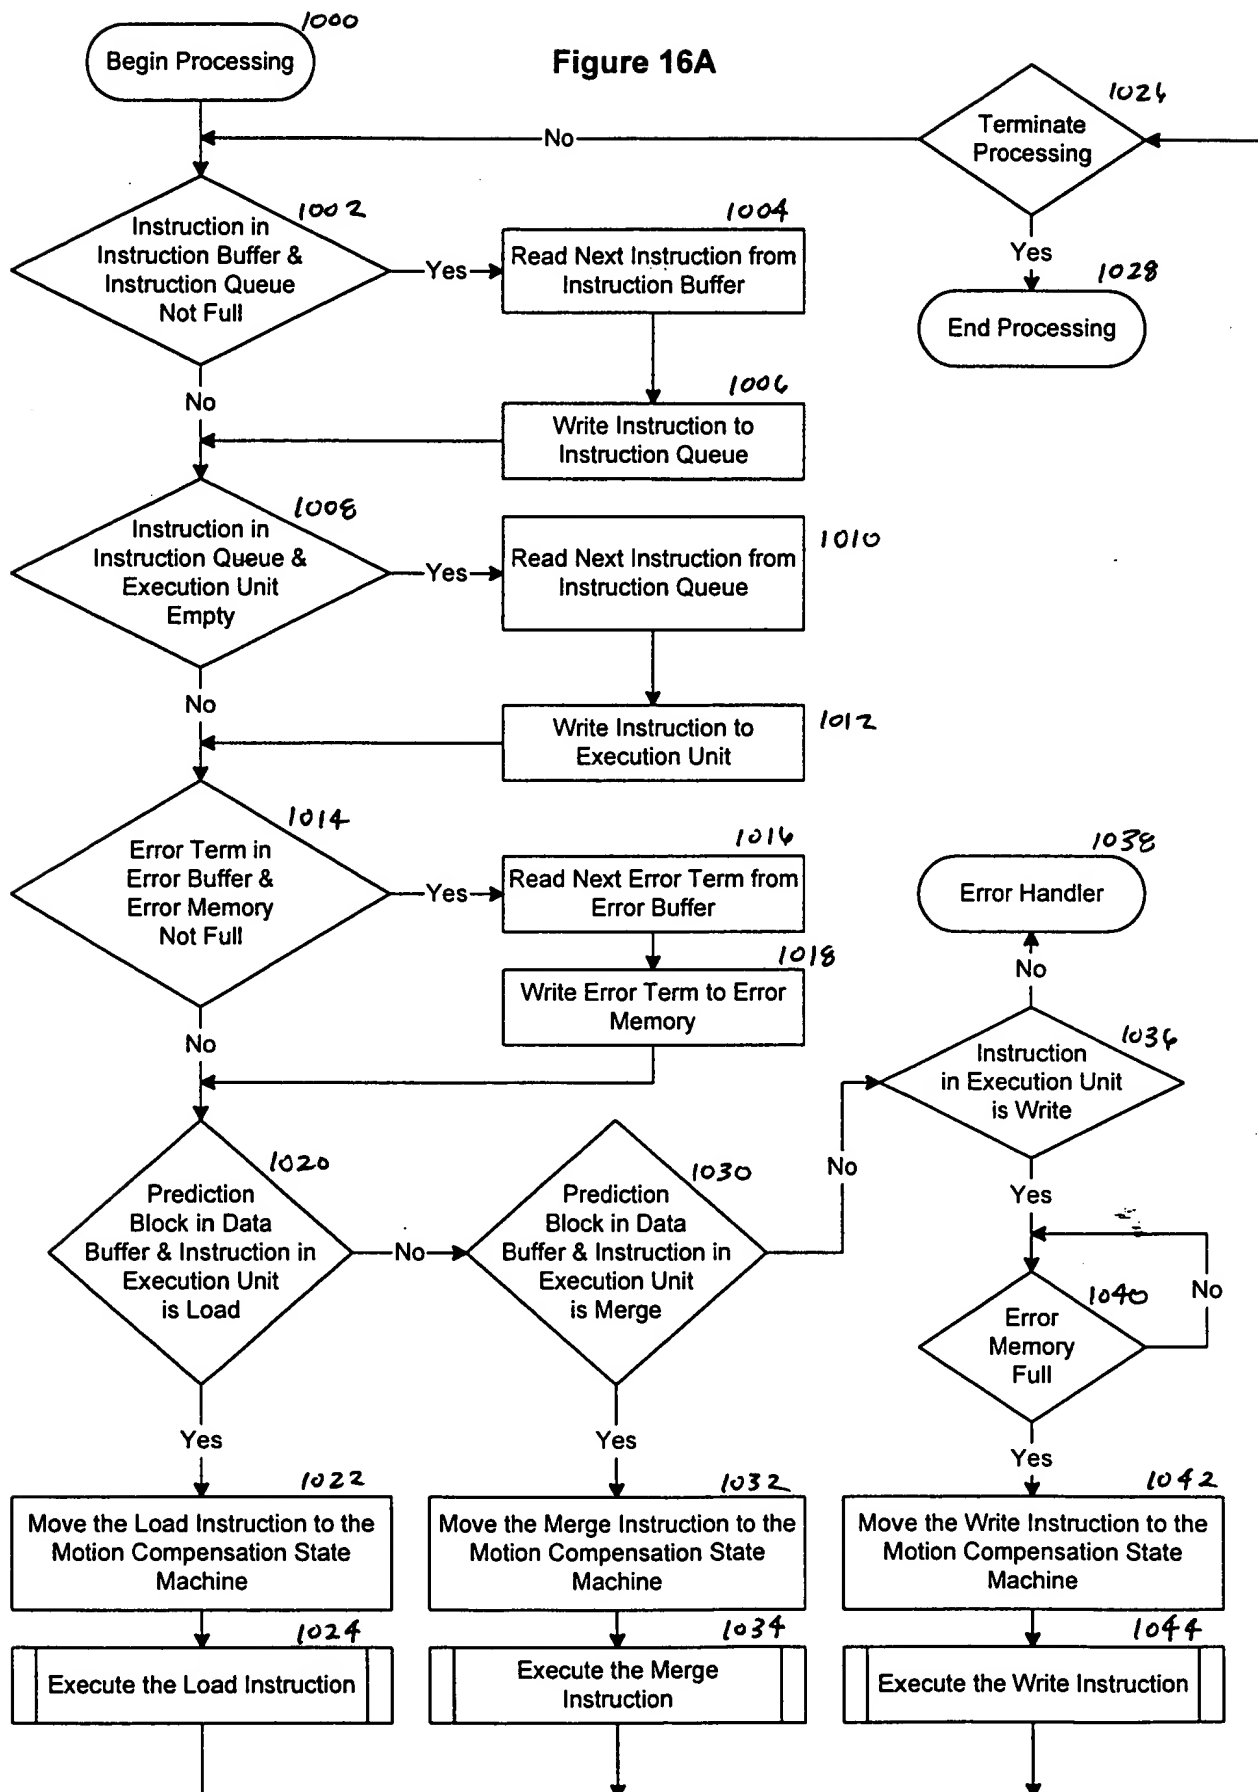 1000
Begin Processing
Figure 16A
1026
Terminate
Processing
No
Yes
1028
End Processing
1002
Instruction in
Instruction Buffer &
Instruction Queue
Not Full
Yes
1004
Read Next Instruction from
Instruction Buffer
No
1006
Write Instruction to
Instruction Queue
1008
Instruction in
Instruction Queue &
Execution Unit
Empty
Yes
1010
Read Next Instruction from
Instruction Queue
No
1012
Write Instruction to
Execution Unit
1014
Error Term in
Error Buffer &
Error Memory
Not Full
Yes
1016
Read Next Error Term from
Error Buffer
1018
Write Error Term to Error
Memory
No
1038
Error Handler
No
1036
Instruction
in Execution Unit
is Write
1020
Prediction
Block in Data
Buffer & Instruction in
Execution Unit
is Load
No
1030
Prediction
Block in Data
Buffer & Instruction in
Execution Unit
is Merge
No
Yes
1040
Error
Memory
Full
No
Yes
Yes
Yes
1022
Move the Load Instruction to the
Motion Compensation State
Machine
1032
Move the Merge Instruction to the
Motion Compensation State
Machine
1042
Move the Write Instruction to the
Motion Compensation State
Machine
1024
Execute the Load Instruction
1034
Execute the Merge
Instruction
1044
Execute the Write Instruction